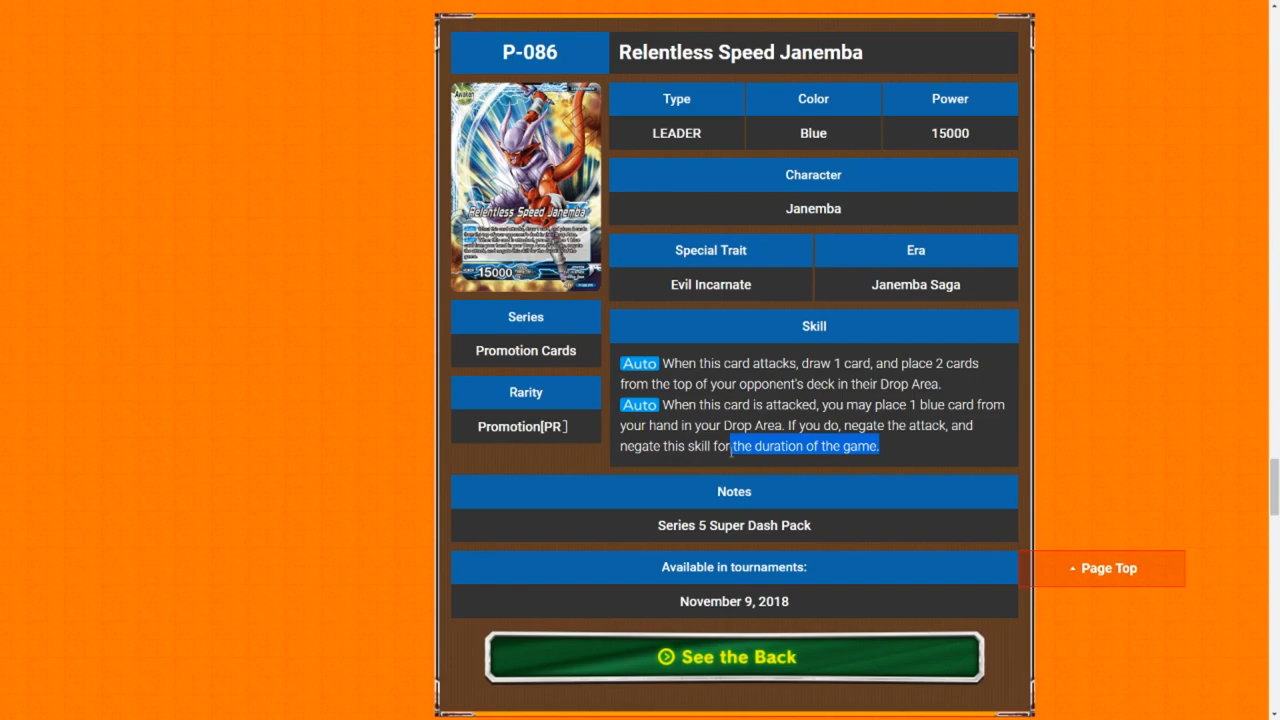 P-086
Relentless Speed Janemba
Type
Color
Power
LEADER
Blue
15000
Character
Janemba
Special Trait
Era
Evil Incarnate
Janemba Saga
Awaken
Relentless Speed Janemba
15000
Series
Promotion Cards
Rarity
Promotion[PR］
Skill
Auto When this card attacks, draw 1 card, and place 2 cards
from the top of your opponent's deck in their Drop Area.
Auto When this card is attacked, you may place 1 blue card from
your hand in your Drop Area. If you do, negate the attack, and
negate this skill for the duration of the game.
Notes
Series 5 Super Dash Pack
Available in tournaments:
November 9, 2018
Page Top
See the Back